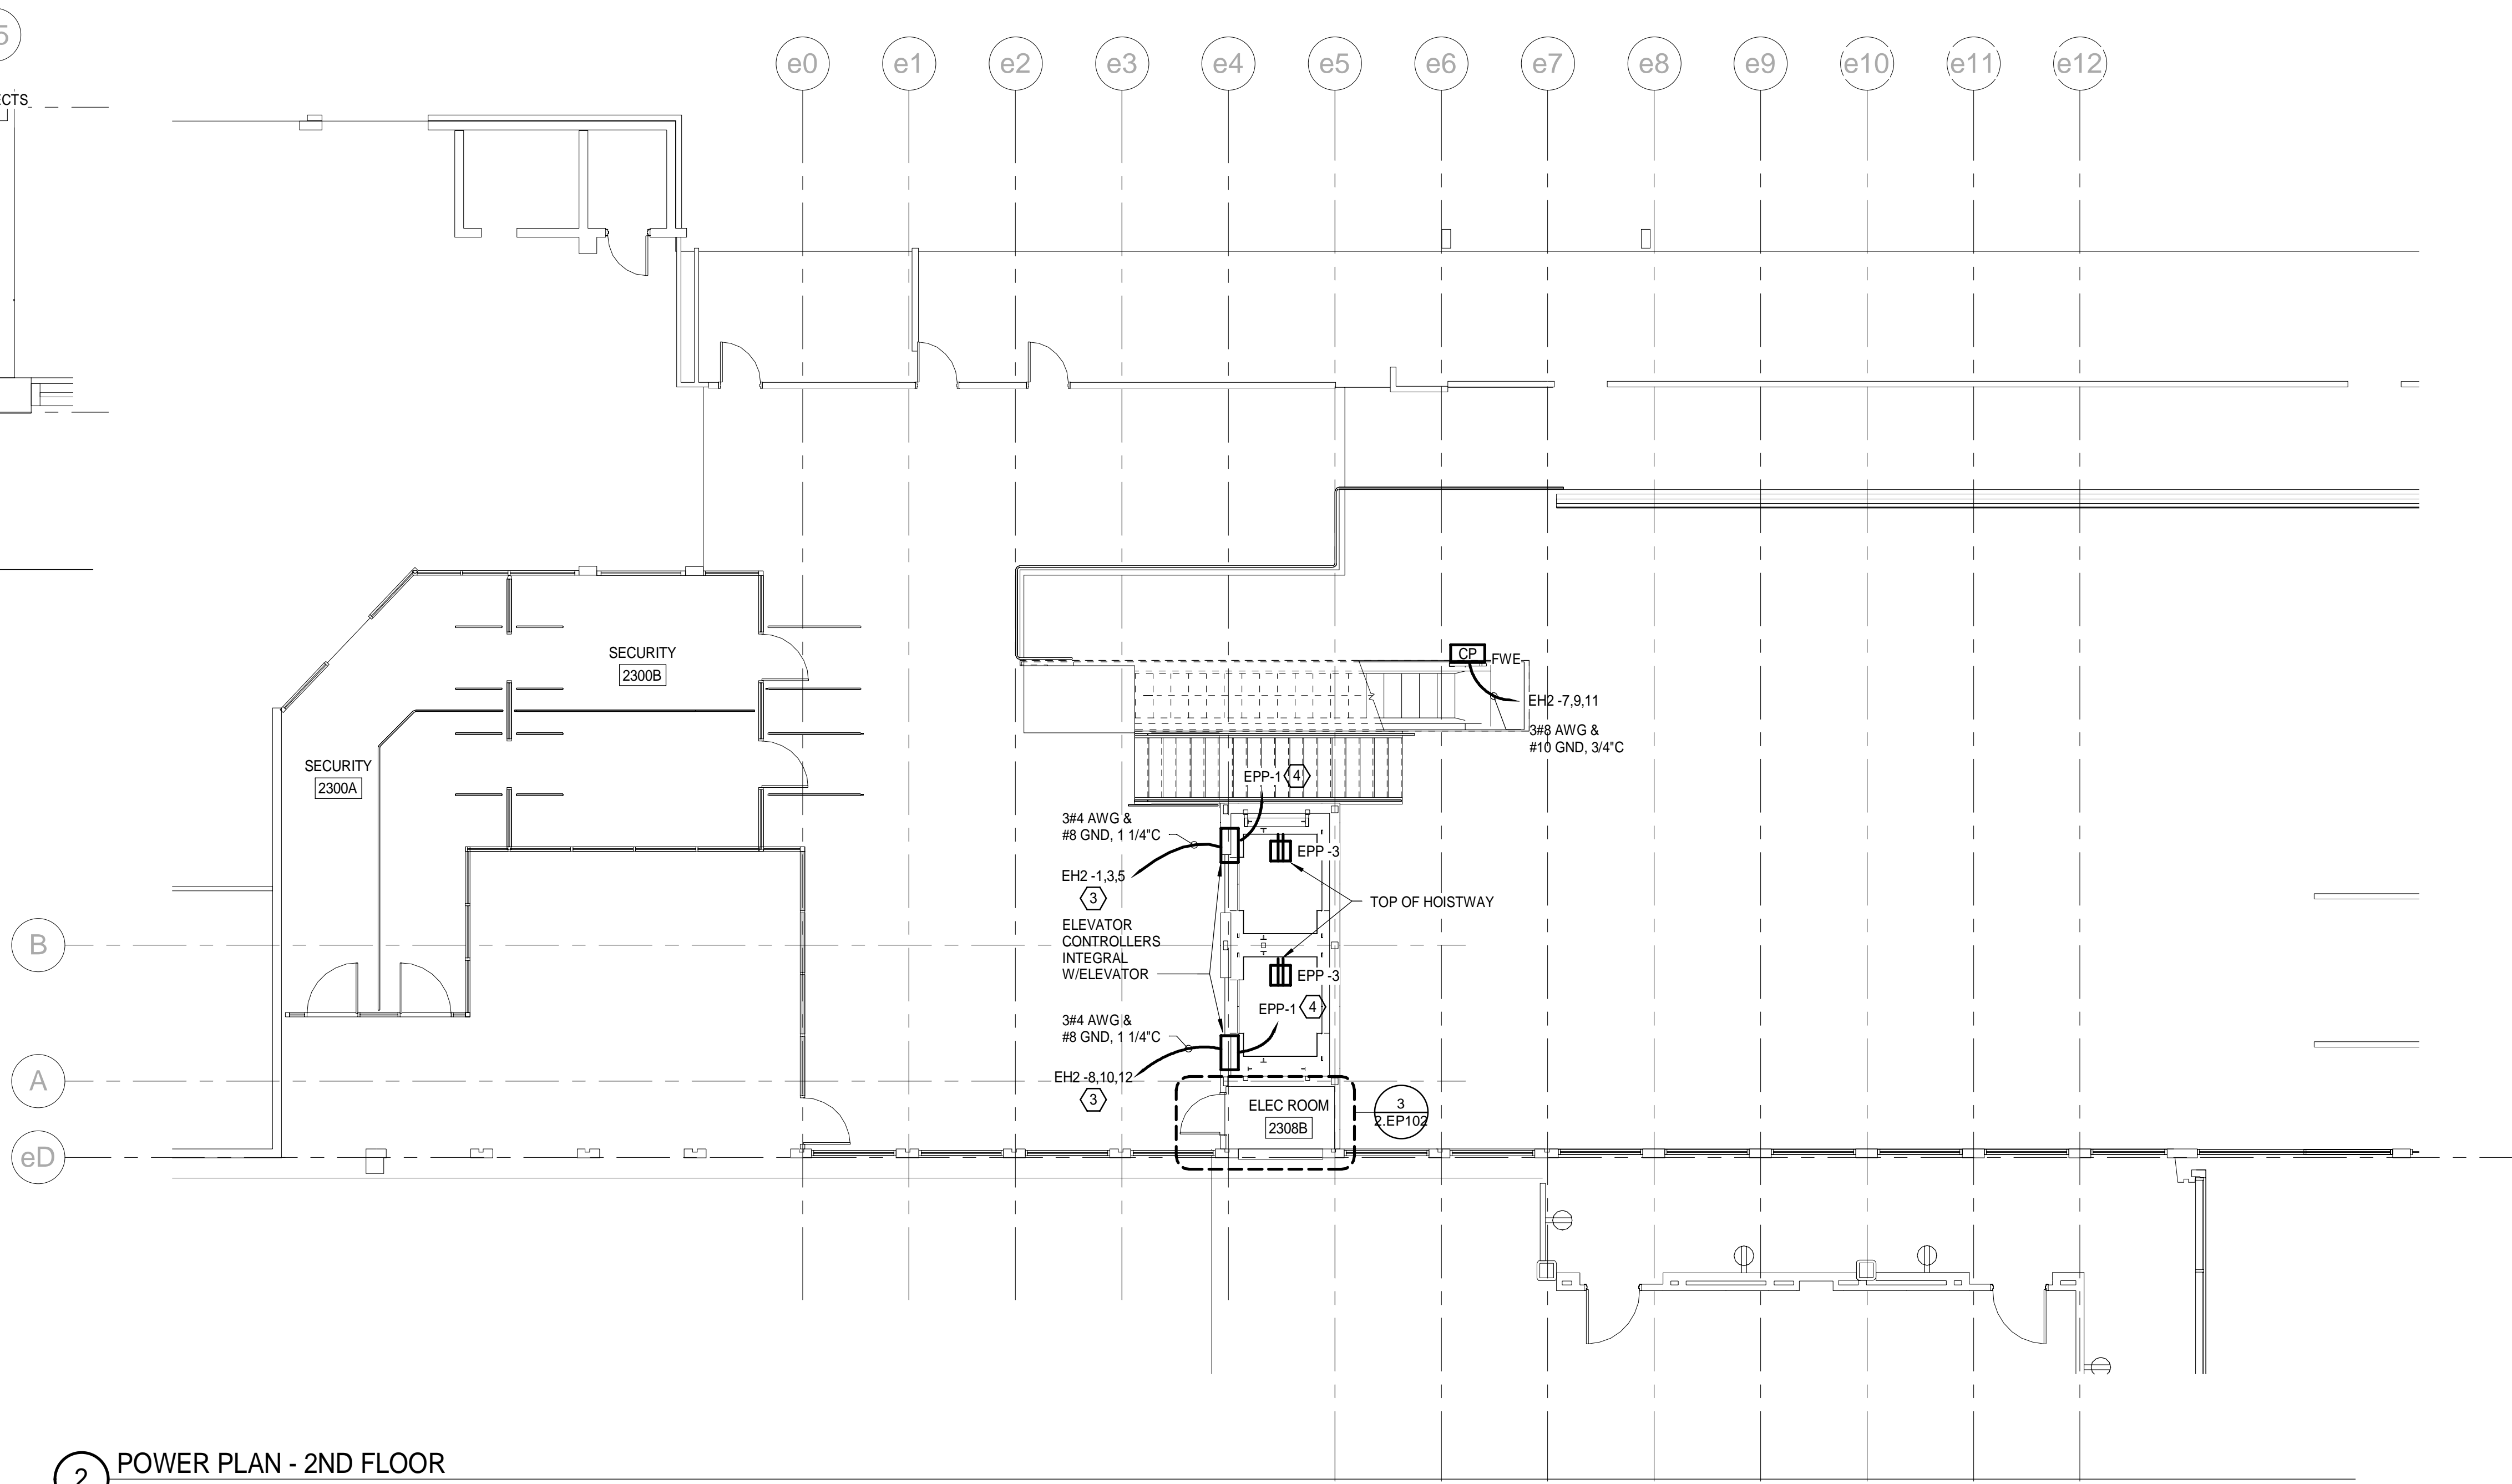 5
ECTS
e0
e1
e2
e3
e4
e5
e6
e7
e8
e9
e10
e11
e12
SECURITY
2300B
CP
FWE
EH2 -7,9,11
3#8 AWG &
#10 GND, 3/4"C
SECURITY
2300A
EPP-1
4
3#4 AWG &
#8 GND, 1 1/4"C
EPP -3
EH2 -1,3,5
3
TOP OF HOISTWAY
ELEVATOR
CONTROLLERS
INTEGRAL
W/ELEVATOR
B
EPP -3
EPP-1
4
3#4 AWG &
#8 GND, 1 1/4"C
EH2 -8,10,12
3
A
ELEC ROOM
2308B
3
2.EP102
eD
2
POWER PLAN - 2ND FLOOR